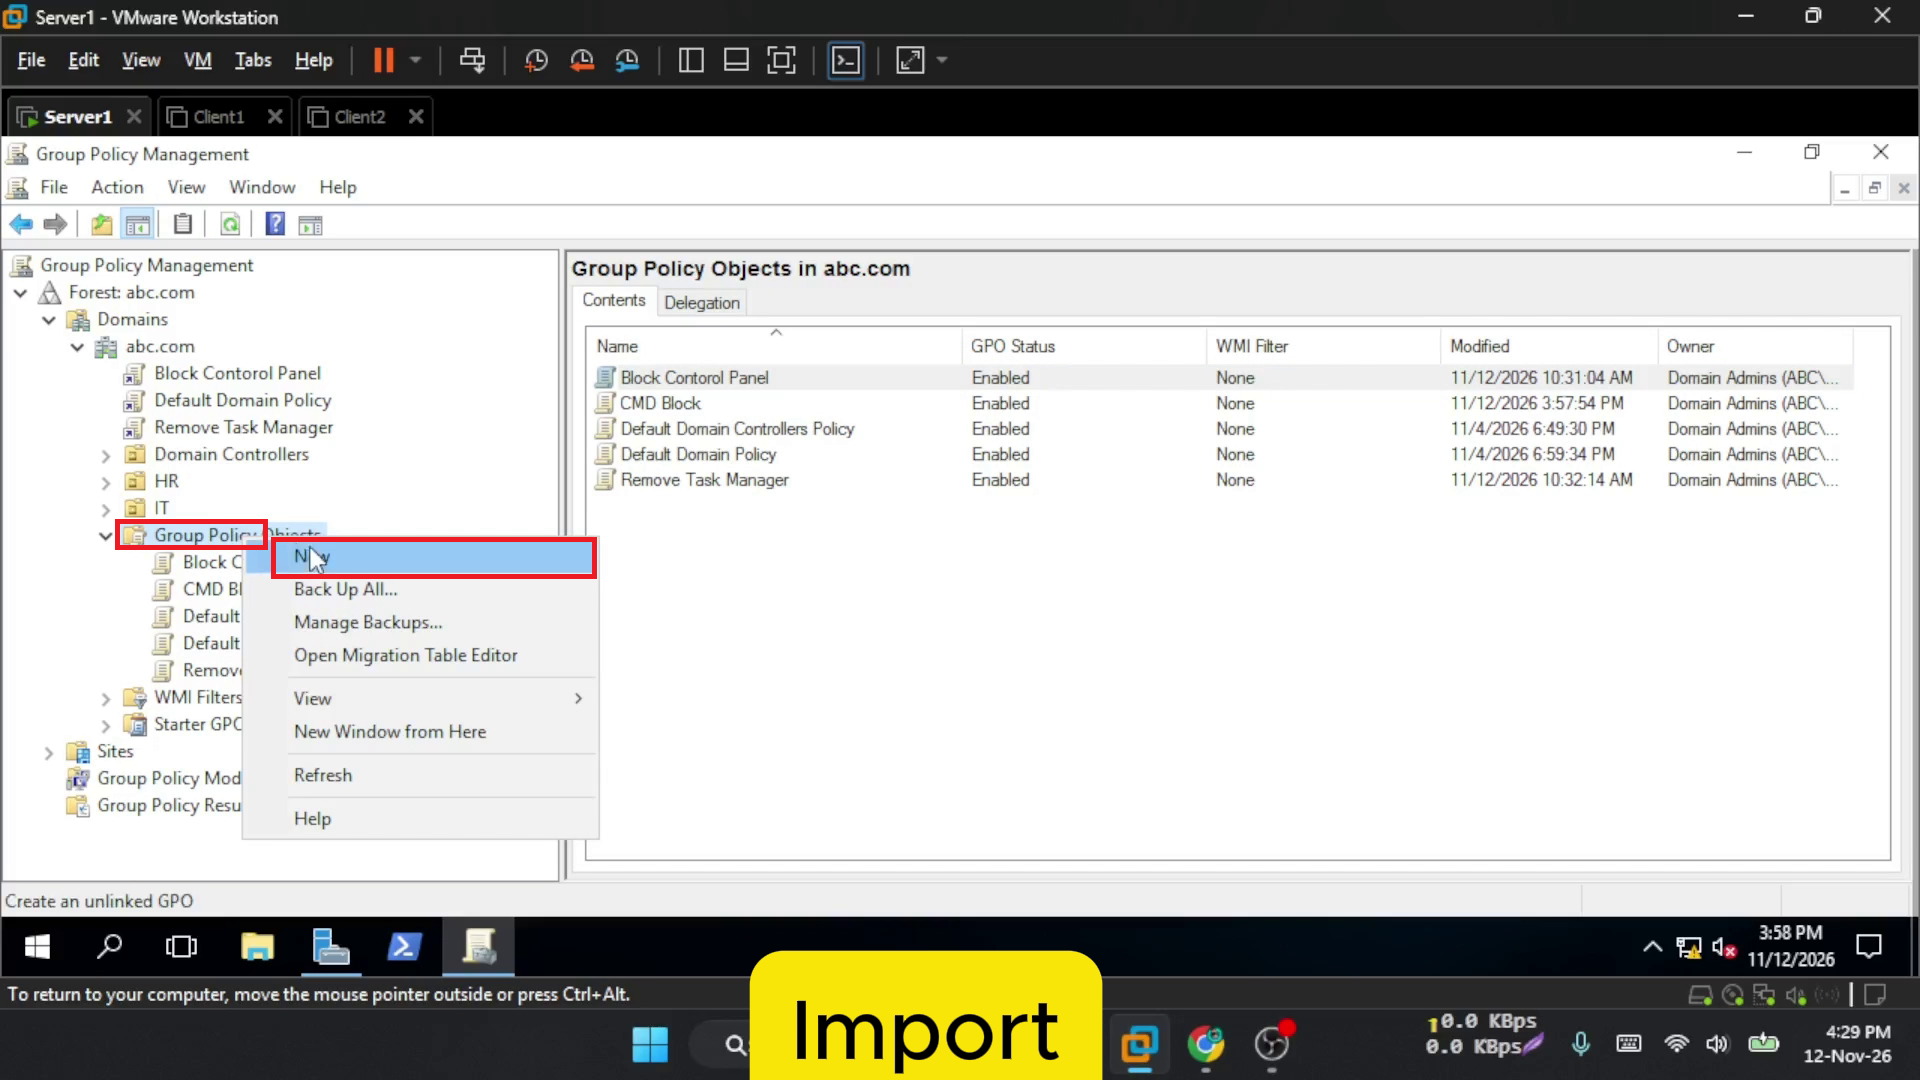 Server1 - VMware Workstation
File Edit View VM Tabs Help
Server1 Client1 Client2
Group Policy Management
File Action View Window Help
Group Policy Management
Forest: abc.com
Domains
abc.com
Block Contorol Panel
Default Domain Policy
Remove Task Manager
Domain Controllers
HR
IT
Group Policy Objects
Block C
CMD Bl
Default
Default
Remove
WMI Filters
Starter GPO
Sites
Group Policy Mod
Group Policy Resu
New
Back Up All...
Manage Backups...
Open Migration Table Editor
View
New Window from Here
Refresh
Help
Group Policy Objects in abc.com
Contents Delegation
Name GPO Status WMI Filter Modified Owner
Block Contorol Panel Enabled None 11/12/2026 10:31:04 AM Domain Admins (ABC\...
CMD Block Enabled None 11/12/2026 3:57:54 PM Domain Admins (ABC\...
Default Domain Controllers Policy Enabled None 11/4/2026 6:49:30 PM Domain Admins (ABC\...
Default Domain Policy Enabled None 11/4/2026 6:59:34 PM Domain Admins (ABC\...
Remove Task Manager Enabled None 11/12/2026 10:32:14 AM Domain Admins (ABC\...
Create an unlinked GPO
3:58 PM
11/12/2026
To return to your computer, move the mouse pointer outside or press Ctrl+Alt.
Import
0.0 KBps
0.0 KBps
4:29 PM
12-Nov-26